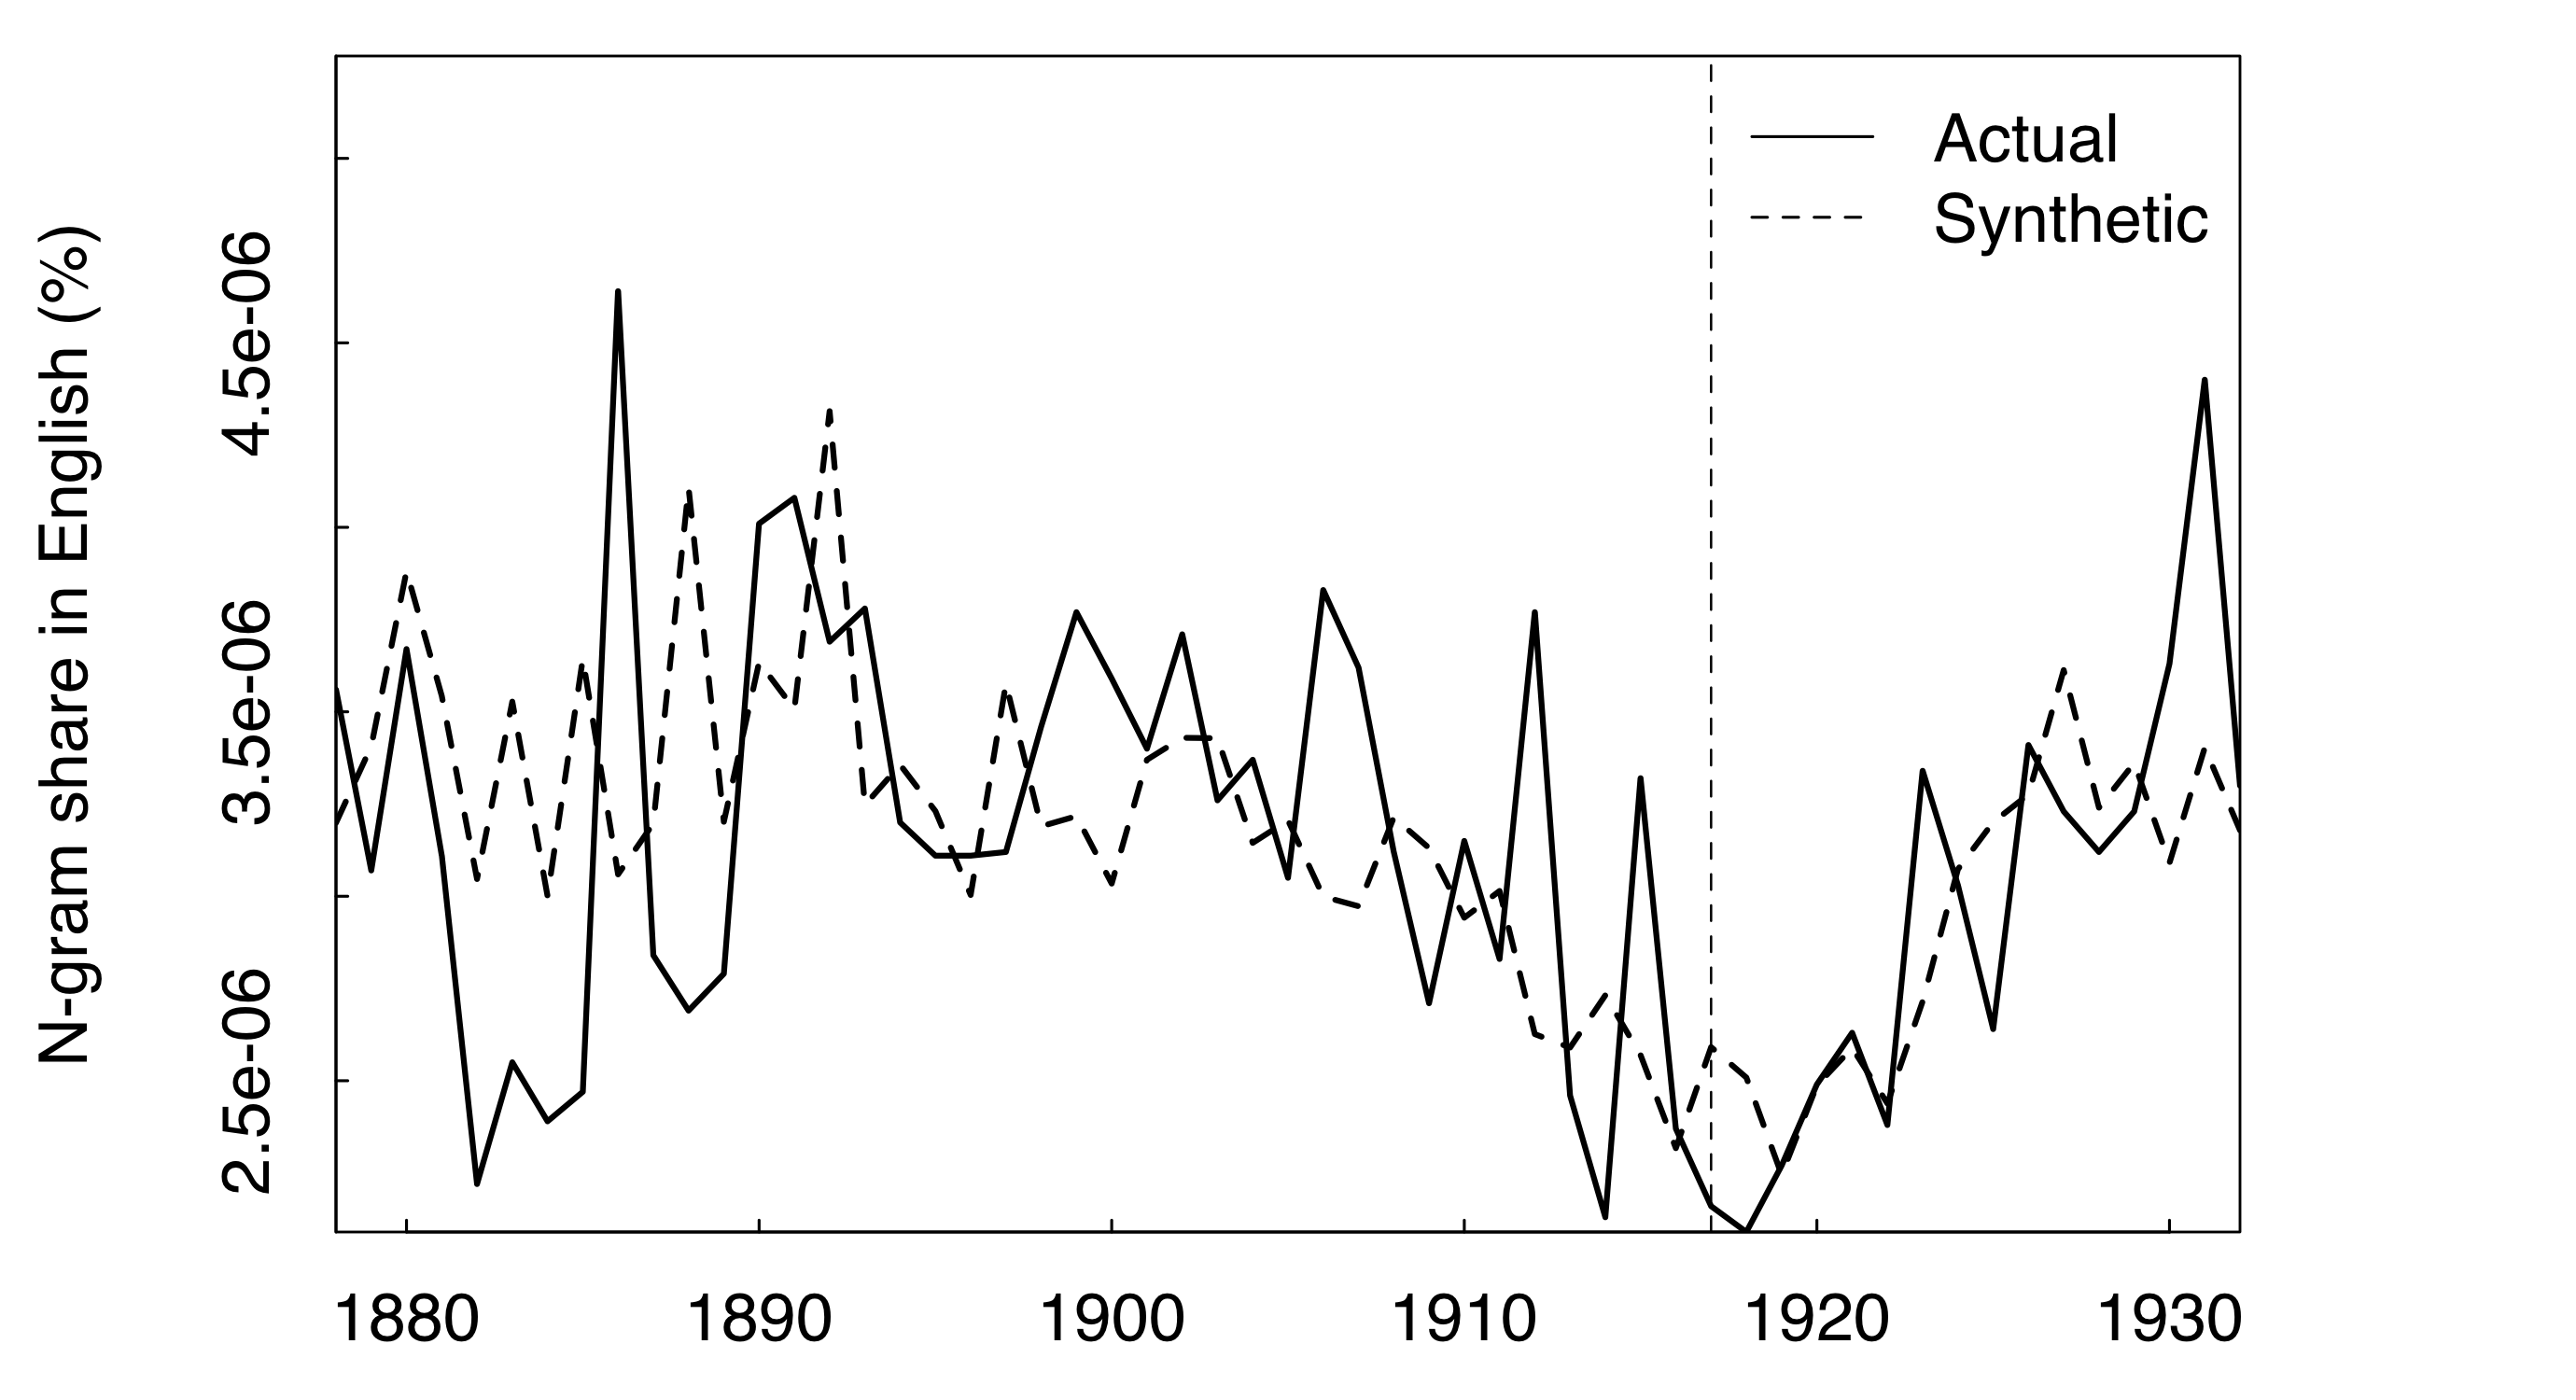 N-gram share in English (%)
4.5e-06
3.5e-06
2.5e-06
Actual
Synthetic
1880 1890 1900 1910 1920 1930